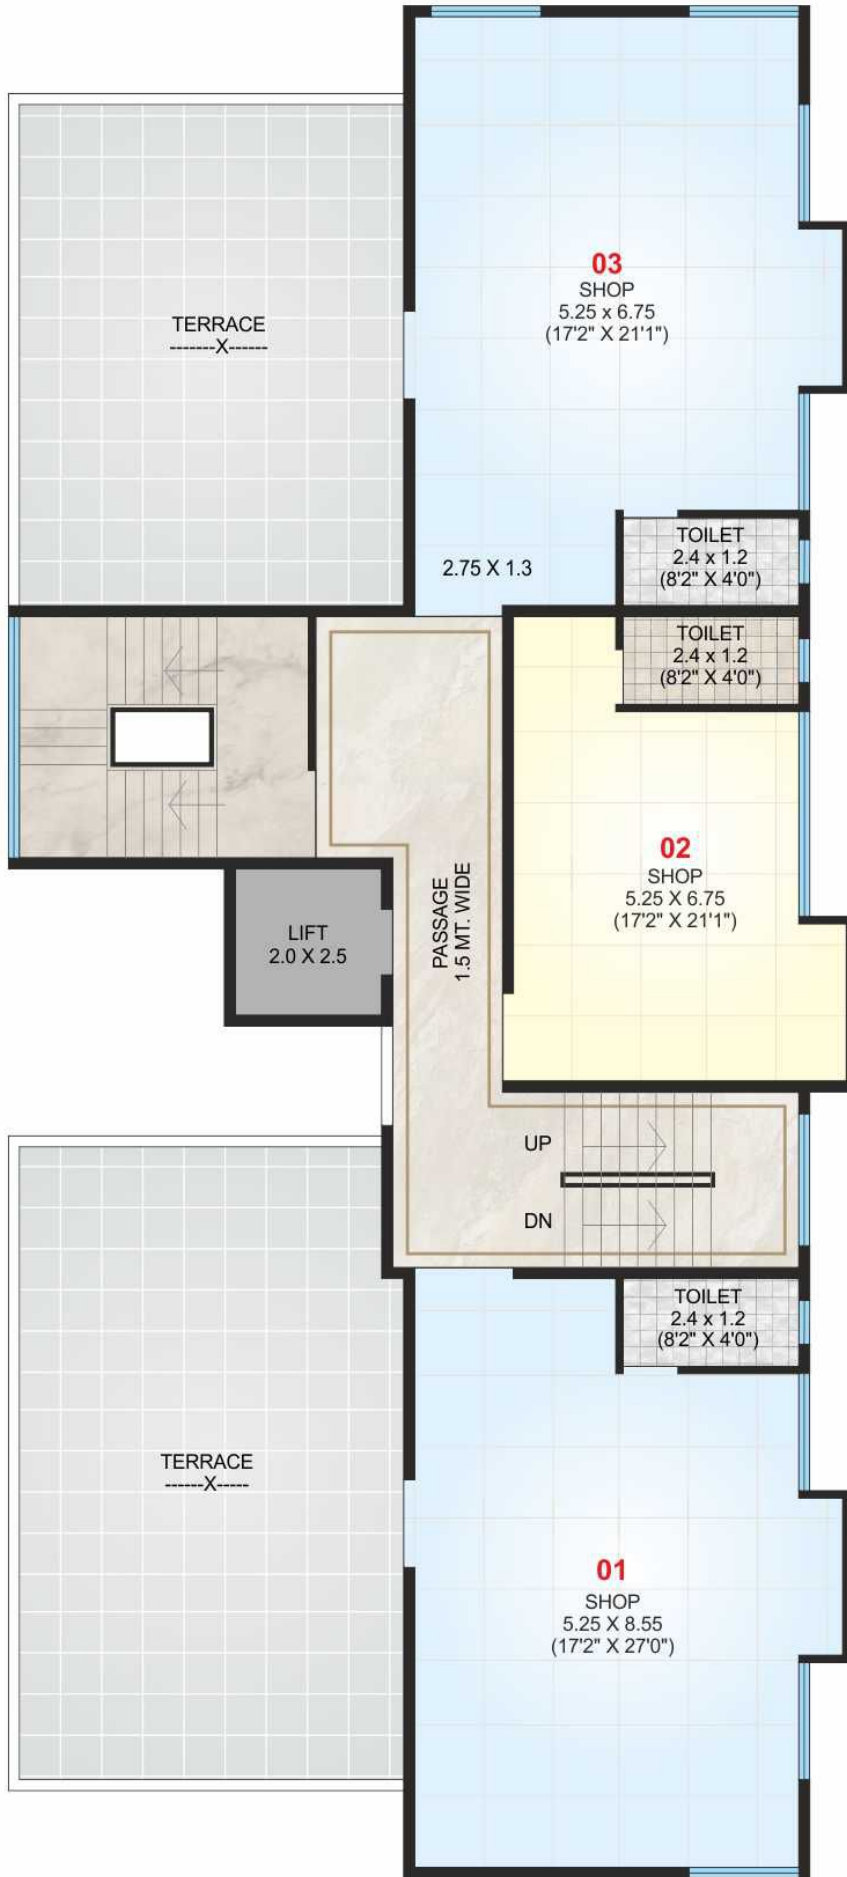 03
SHOP
5.25 x 6.75
(17'2" X 21'1")
TERRACE
-------X------
TOILET
2.4 x 1.2
(8'2" X 4'0")
2.75 X 1.3
TOILET
2.4 x 1.2
(8'2" X 4'0")
02
SHOP
5.25 x 6.75
(17'2" X 21'1")
PASSAGE
1.5 MT. WIDE
LIFT
2.0 X 2.5
UP
DN
TOILET
2.4 x 1.2
(8'2" X 4'0")
TERRACE
------X-----
01
SHOP
5.25 X 8.55
(17'2" X 27'0")